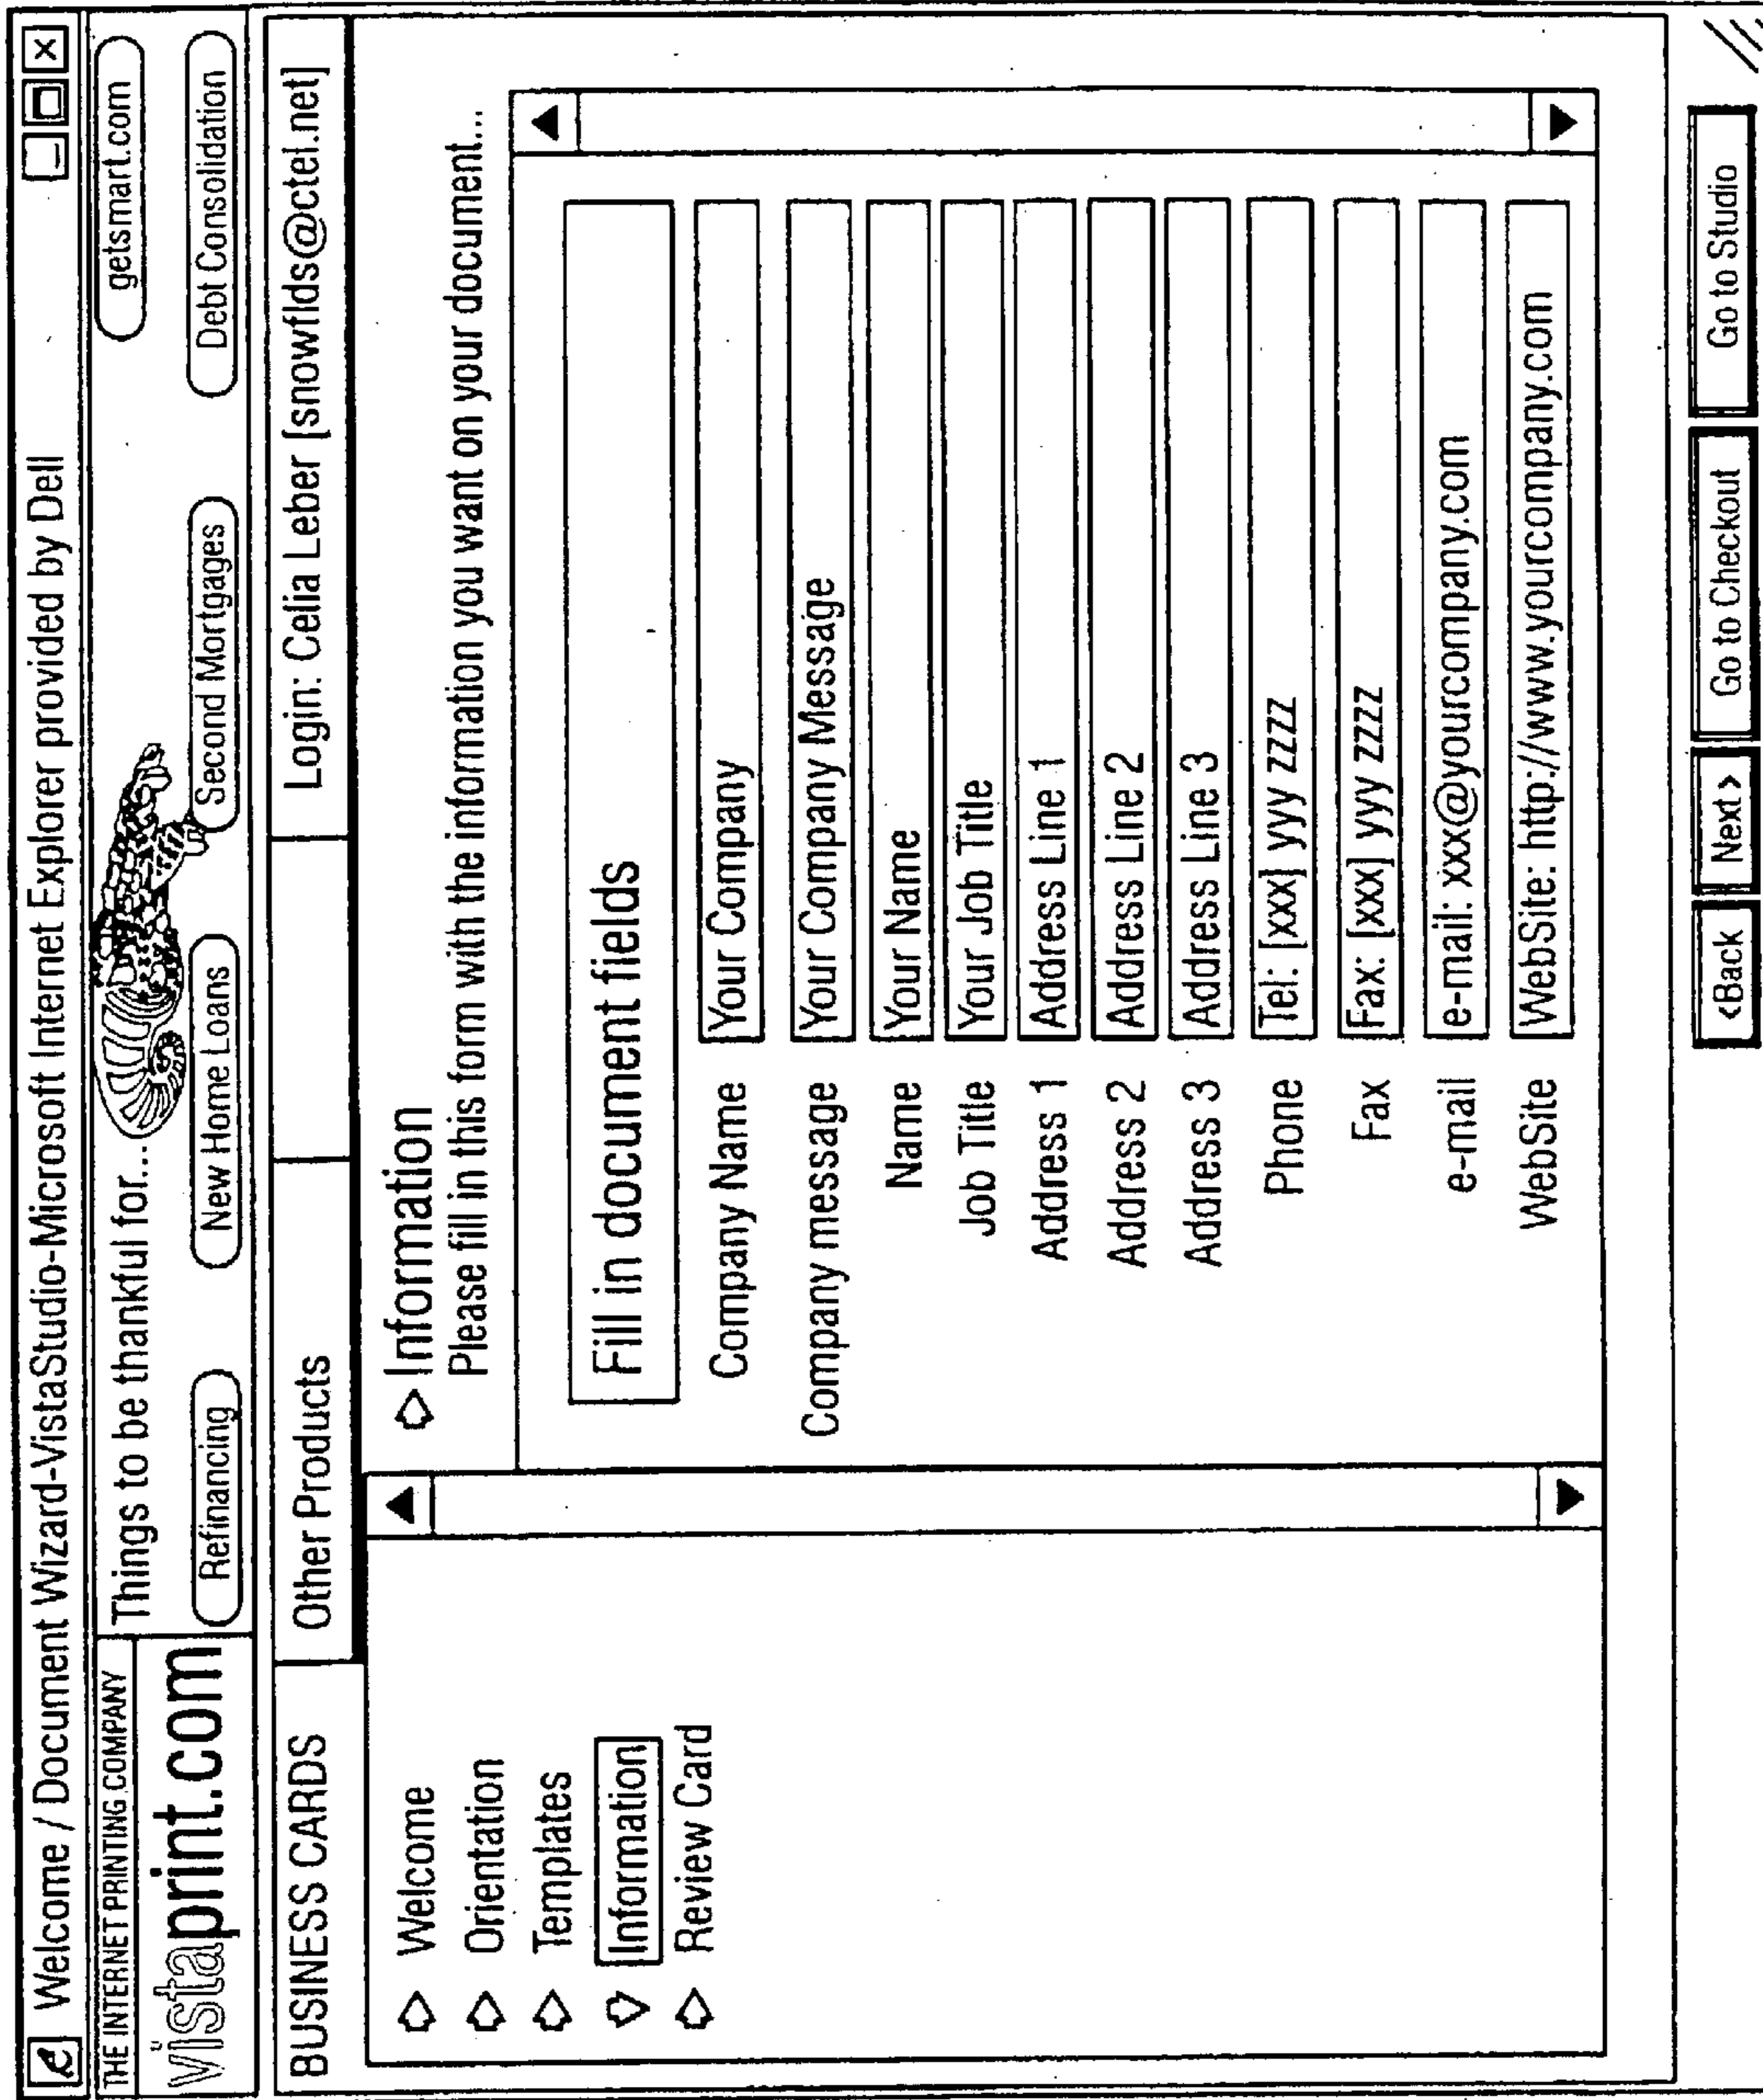 Welcome / Document Wizard-VistaStudio-Microsoft Internet Explorer provided by Dell
THE INTERNET PRINTING COMPANY
vistaprint.com
Things to be thankful for...
getsmart.com
Refinancing
New Home Loans
Second Mortgages
Debt Consolidation
BUSINESS CARDS
Other Products
Login: Celia Leber [snowflds@ctel.net]
Welcome
Orientation
Templates
Information
Review Card
Information
Please fill in this form with the information you want on your document...
Fill in document fields
Company Name Your Company
Company message Your Company Message
Name Your Name
Job Title Your Job Title
Address 1 Address Line 1
Address 2 Address Line 2
Address 3 Address Line 3
Phone Tel: [xxx] yyy zzzz
Fax Fax: [xxx] yyy zzzz
e-mail e-mail: xxx@yourcompany.com
WebSite WebSite: http://www.yourcompany.com
<Back Next> Go to Checkout Go to Studio